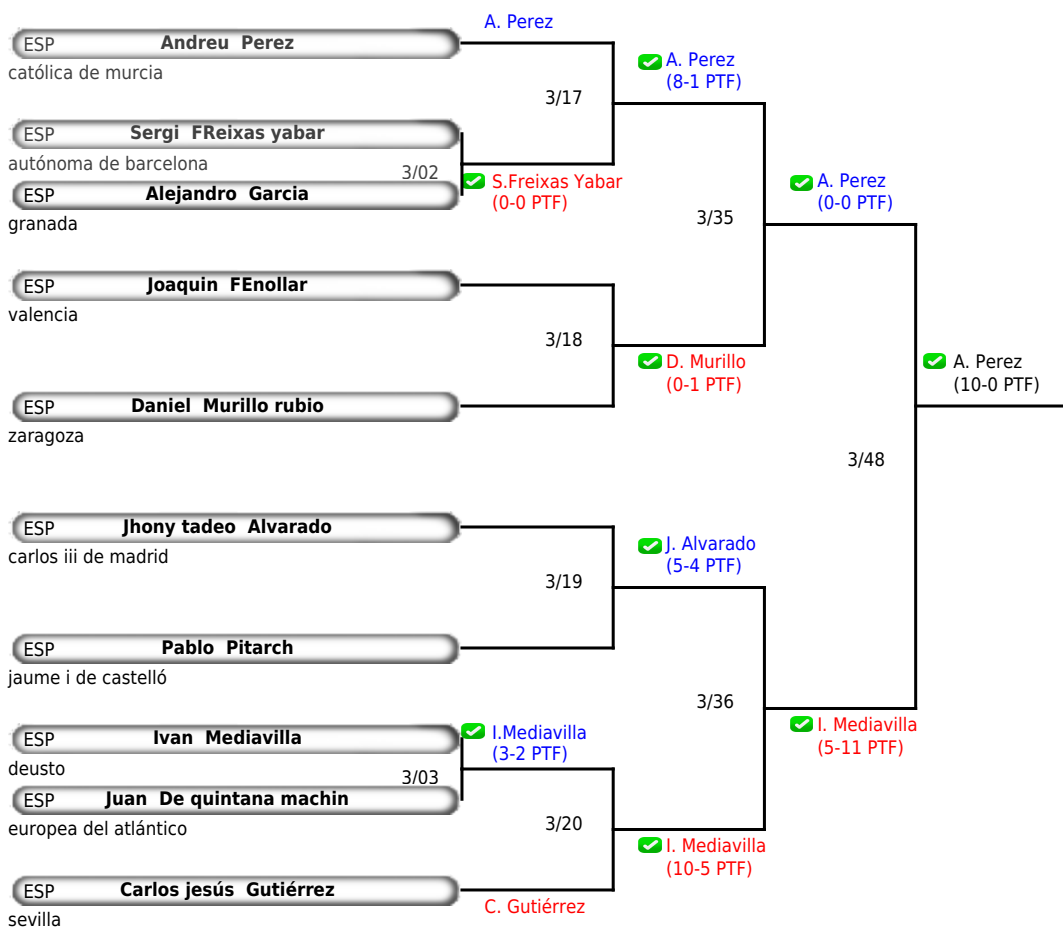 A. Perez
ESP Andreu Perez
católica de murcia
A. Perez
(8-1 PTF)
3/17
ESP Sergi FReixas yabar
autónoma de barcelona
3/02
S.Freixas Yabar
(0-0 PTF)
ESP Alejandro Garcia
granada
A. Perez
(0-0 PTF)
3/35
ESP Joaquin FEnollar
valencia
3/18
D. Murillo
(0-1 PTF)
A. Perez
(10-0 PTF)
ESP Daniel Murillo rubio
zaragoza
3/48
ESP Jhony tadeo Alvarado
carlos iii de madrid
J. Alvarado
(5-4 PTF)
3/19
ESP Pablo Pitarch
jaume i de castelló
3/36
I. Mediavilla
(5-11 PTF)
ESP Ivan Mediavilla
deusto
I.Mediavilla
(3-2 PTF)
3/03
ESP Juan De quintana machin
europea del atlántico
3/20
I. Mediavilla
(10-5 PTF)
ESP Carlos jesús Gutiérrez
sevilla
C. Gutiérrez